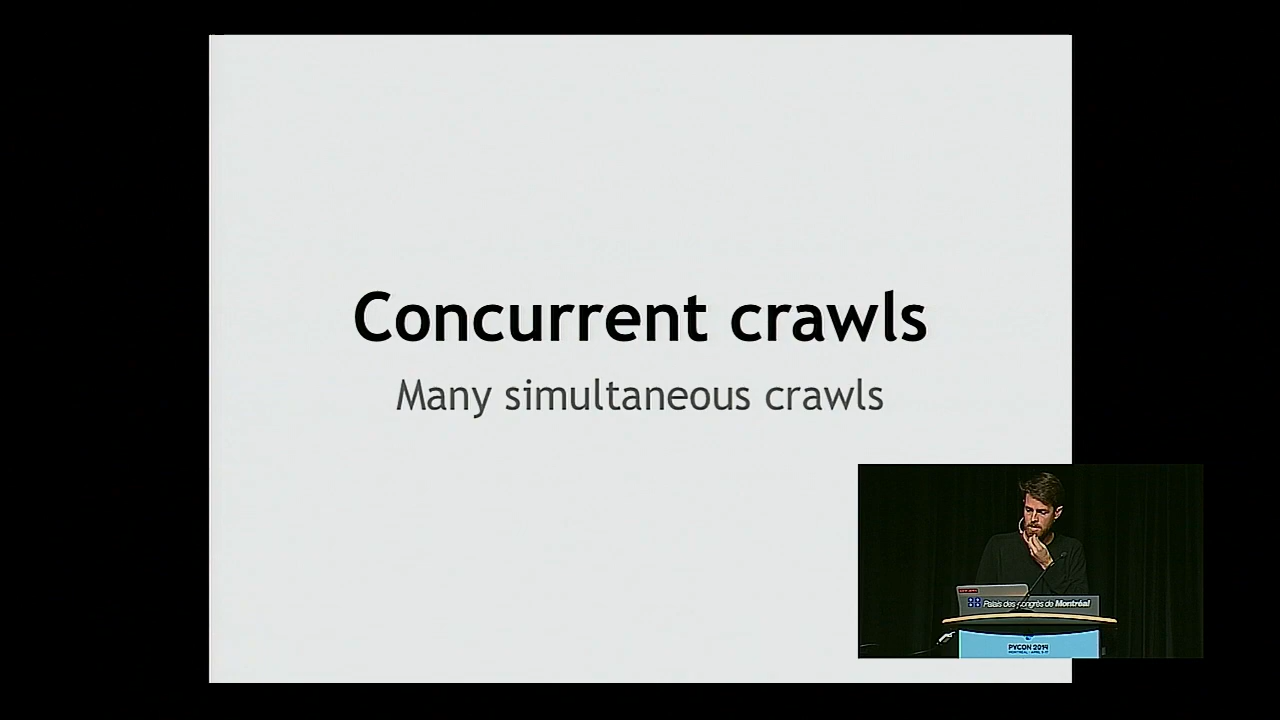 Concurrent crawls
Many simultaneous crawls
Palais des congrès de Montréal
PYCON 2014